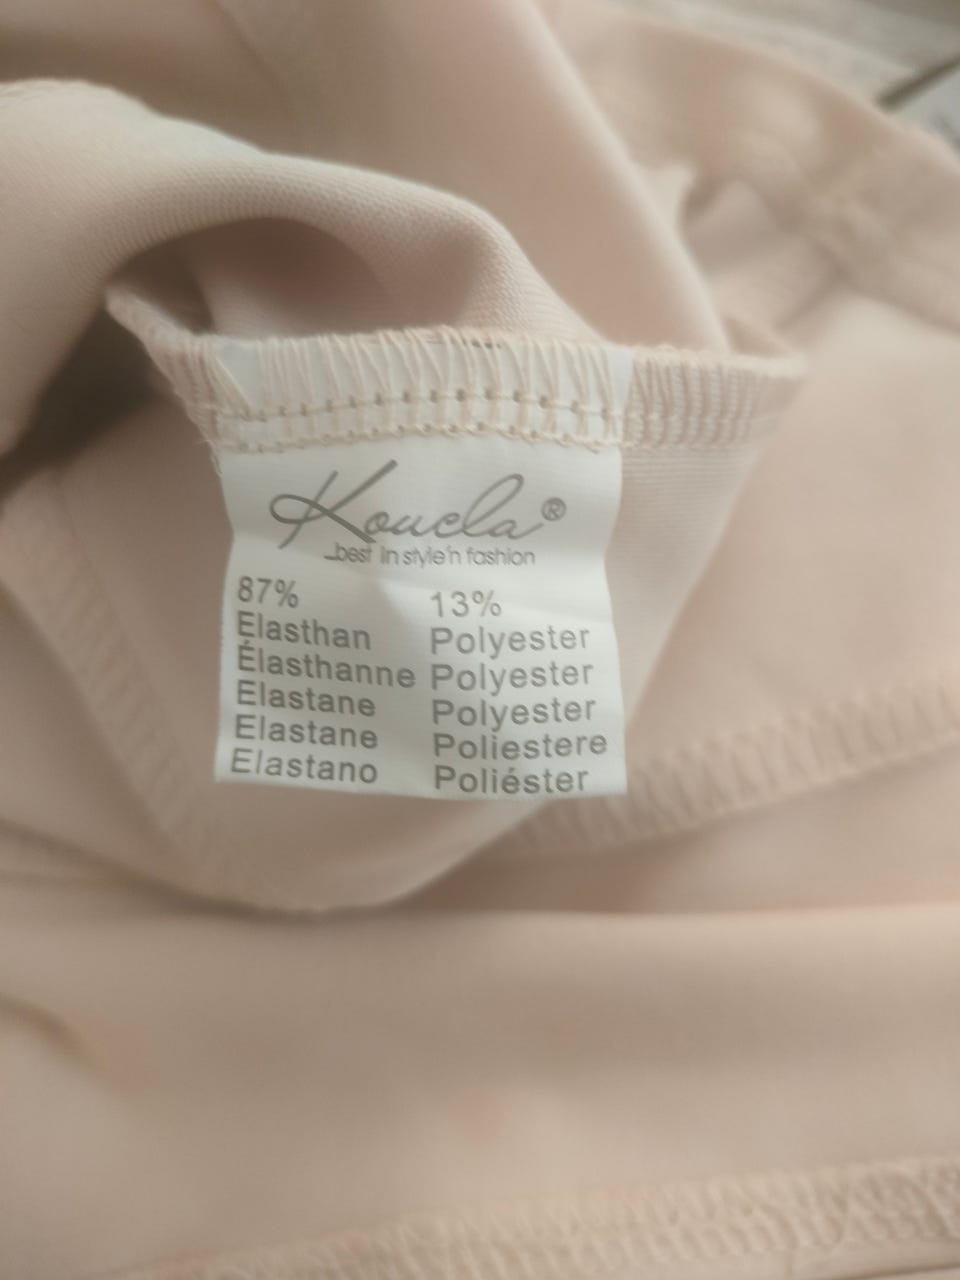 Koucla®
...best in style'n fashion
87% 13%
Elasthan Polyester
Élasthanne Polyester
Elastane Polyester
Elastane Poliestere
Elastano Poliéster